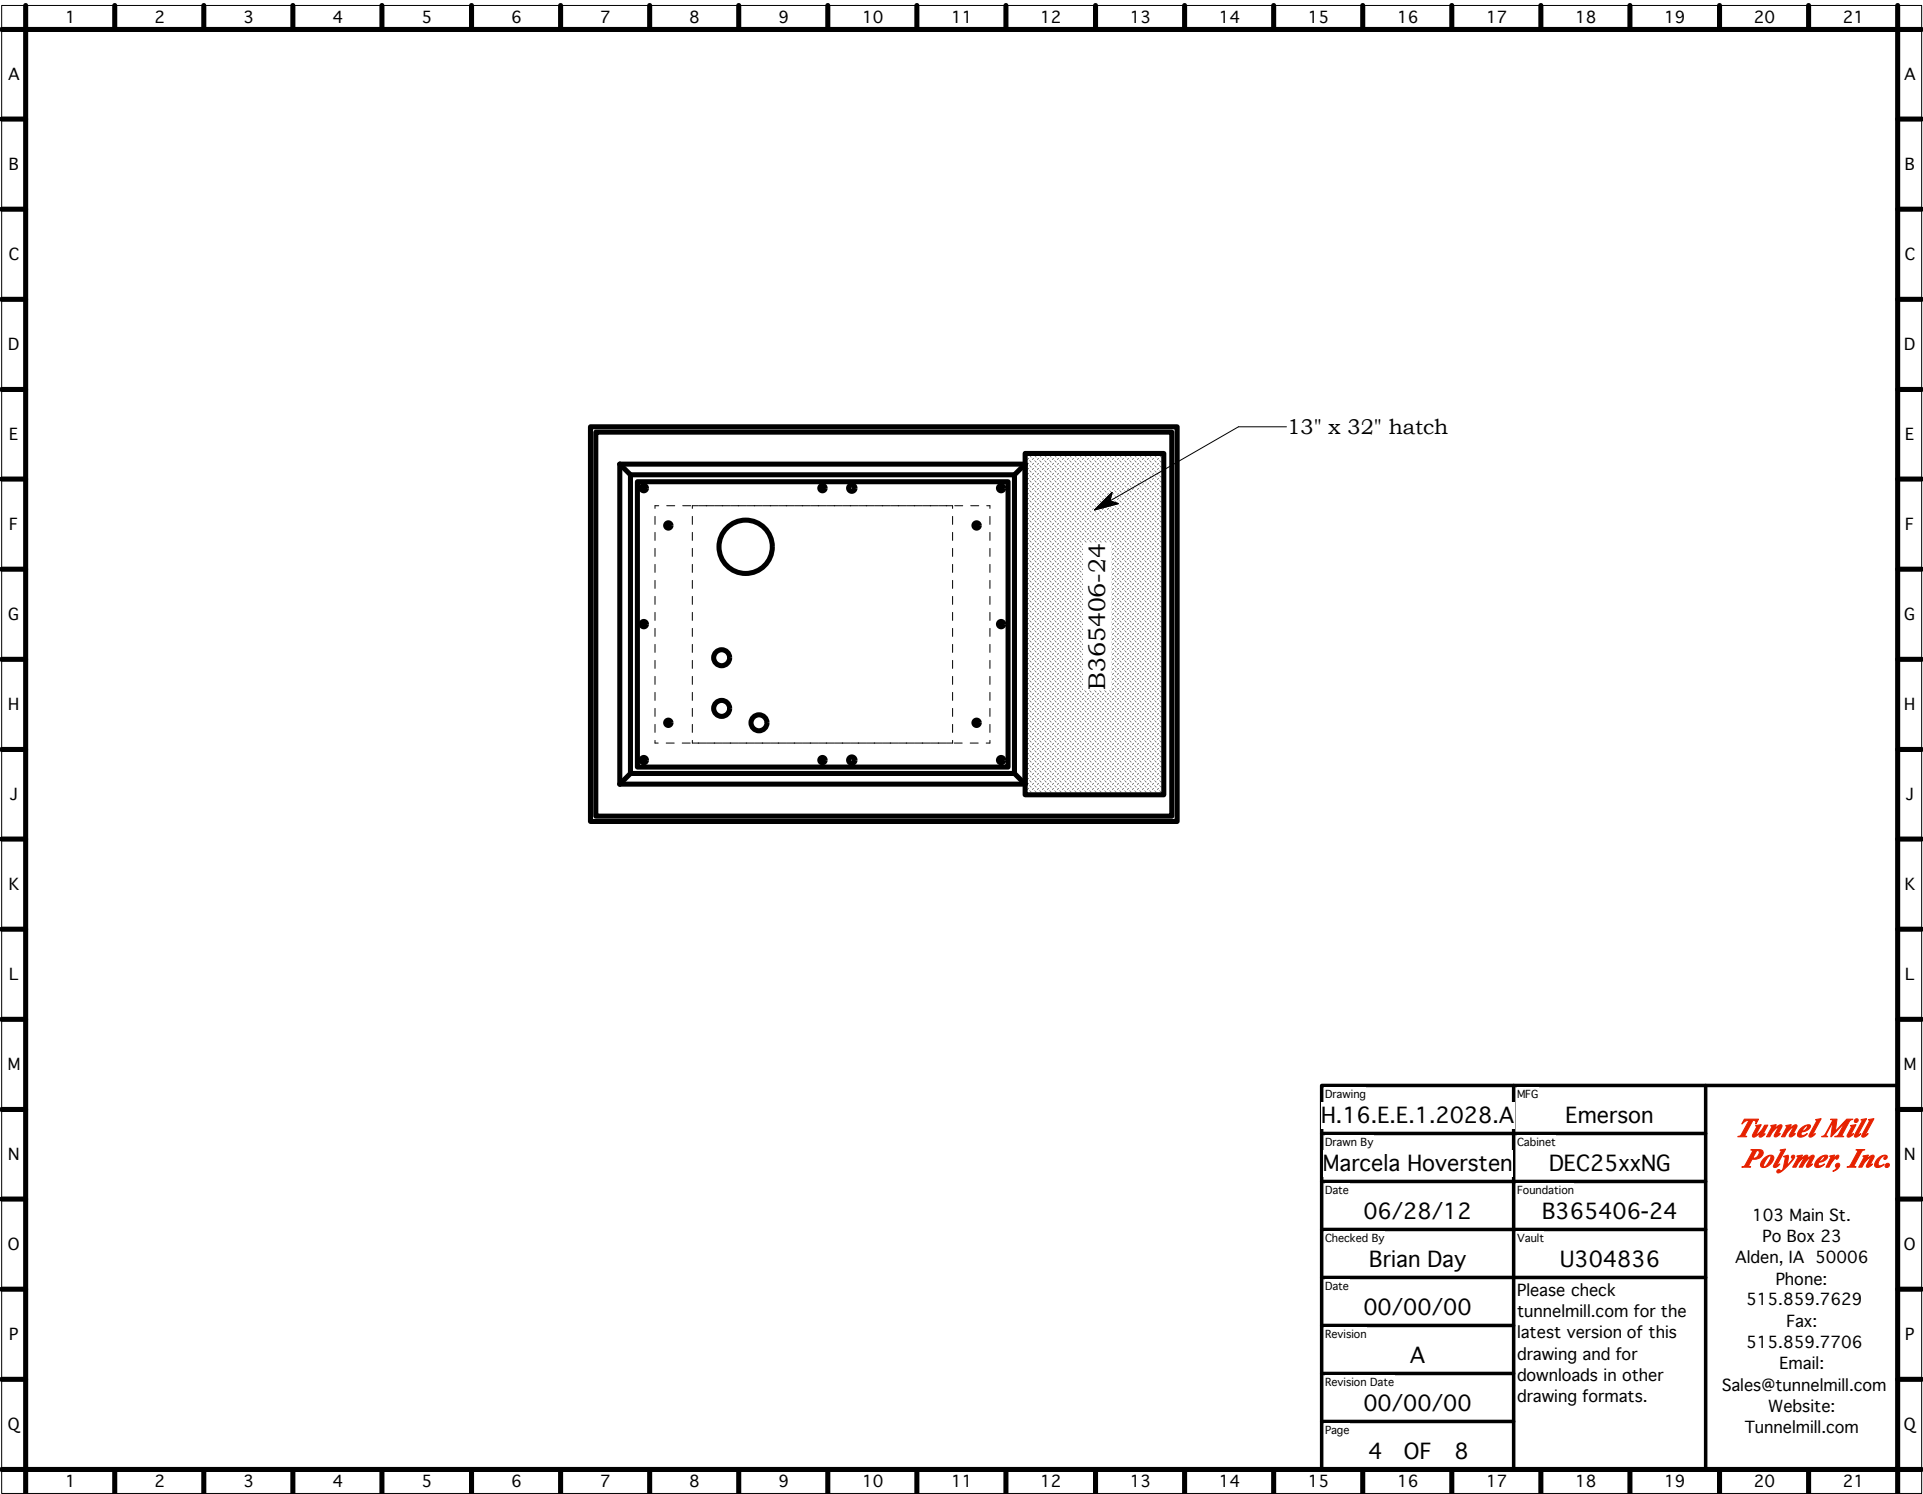 1 2 3 4 5 6 7 8 9 10 11 12 13 14 15 16 17 18 19 20 21
A A
B B
C C
D D
E E
F F
G G
H H
J J
K K
L L
M M
N N
O O
P P
Q Q
13" x 32" hatch
B365406-24
Drawing
H.16.E.E.1.2028.A
MFG
Emerson
Drawn By
Marcela Hoversten
Cabinet
DEC25xxNG
Date
06/28/12
Foundation
B365406-24
Checked By
Brian Day
Vault
U304836
Date
00/00/00
Revision
A
Revision Date
00/00/00
Page
4 OF 8
Please check
tunnelmill.com for the
latest version of this
drawing and for
downloads in other
drawing formats.
Tunnel Mill
Polymer, Inc.
103 Main St.
Po Box 23
Alden, IA 50006
Phone:
515.859.7629
Fax:
515.859.7706
Email:
Sales@tunnelmill.com
Website:
Tunnelmill.com
1 2 3 4 5 6 7 8 9 10 11 12 13 14 15 16 17 18 19 20 21